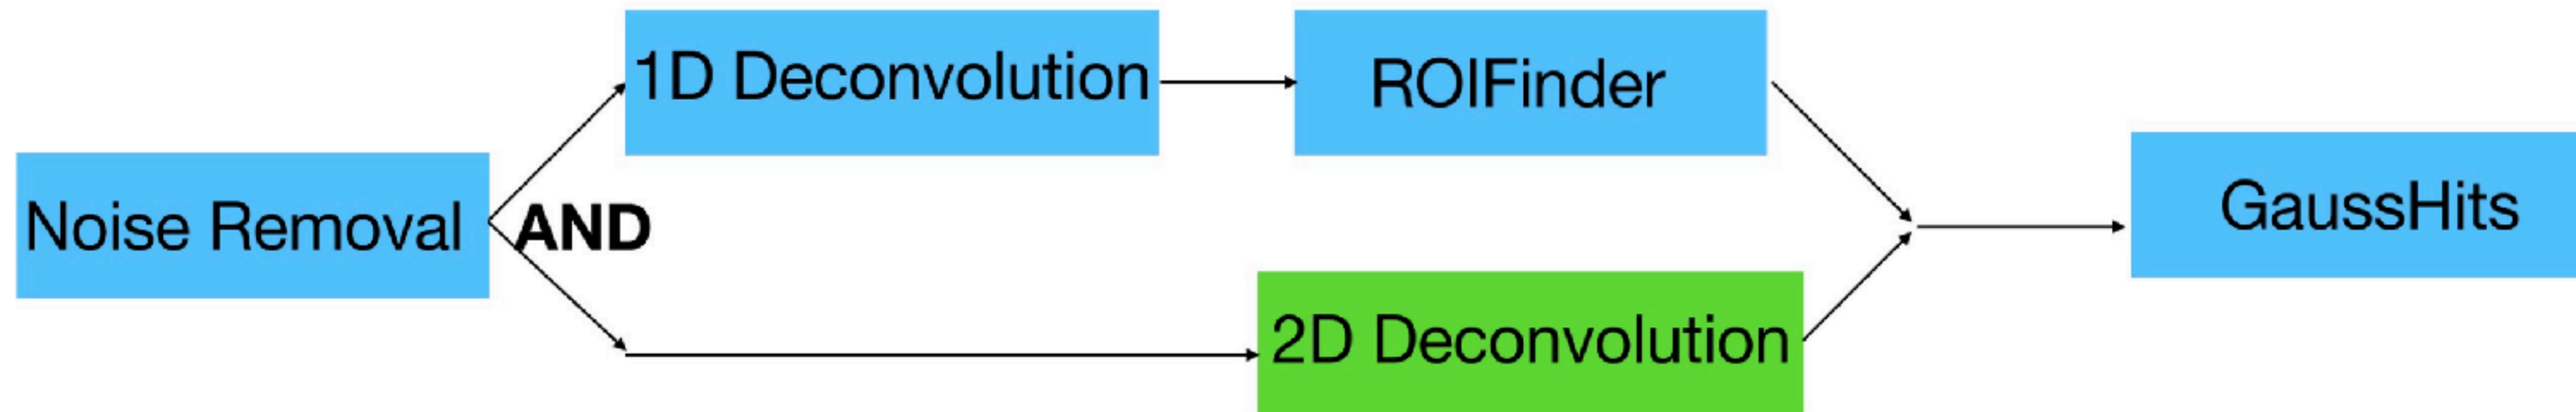 1D Deconvolution
ROIFinder
Noise Removal
AND
GaussHits
2D Deconvolution